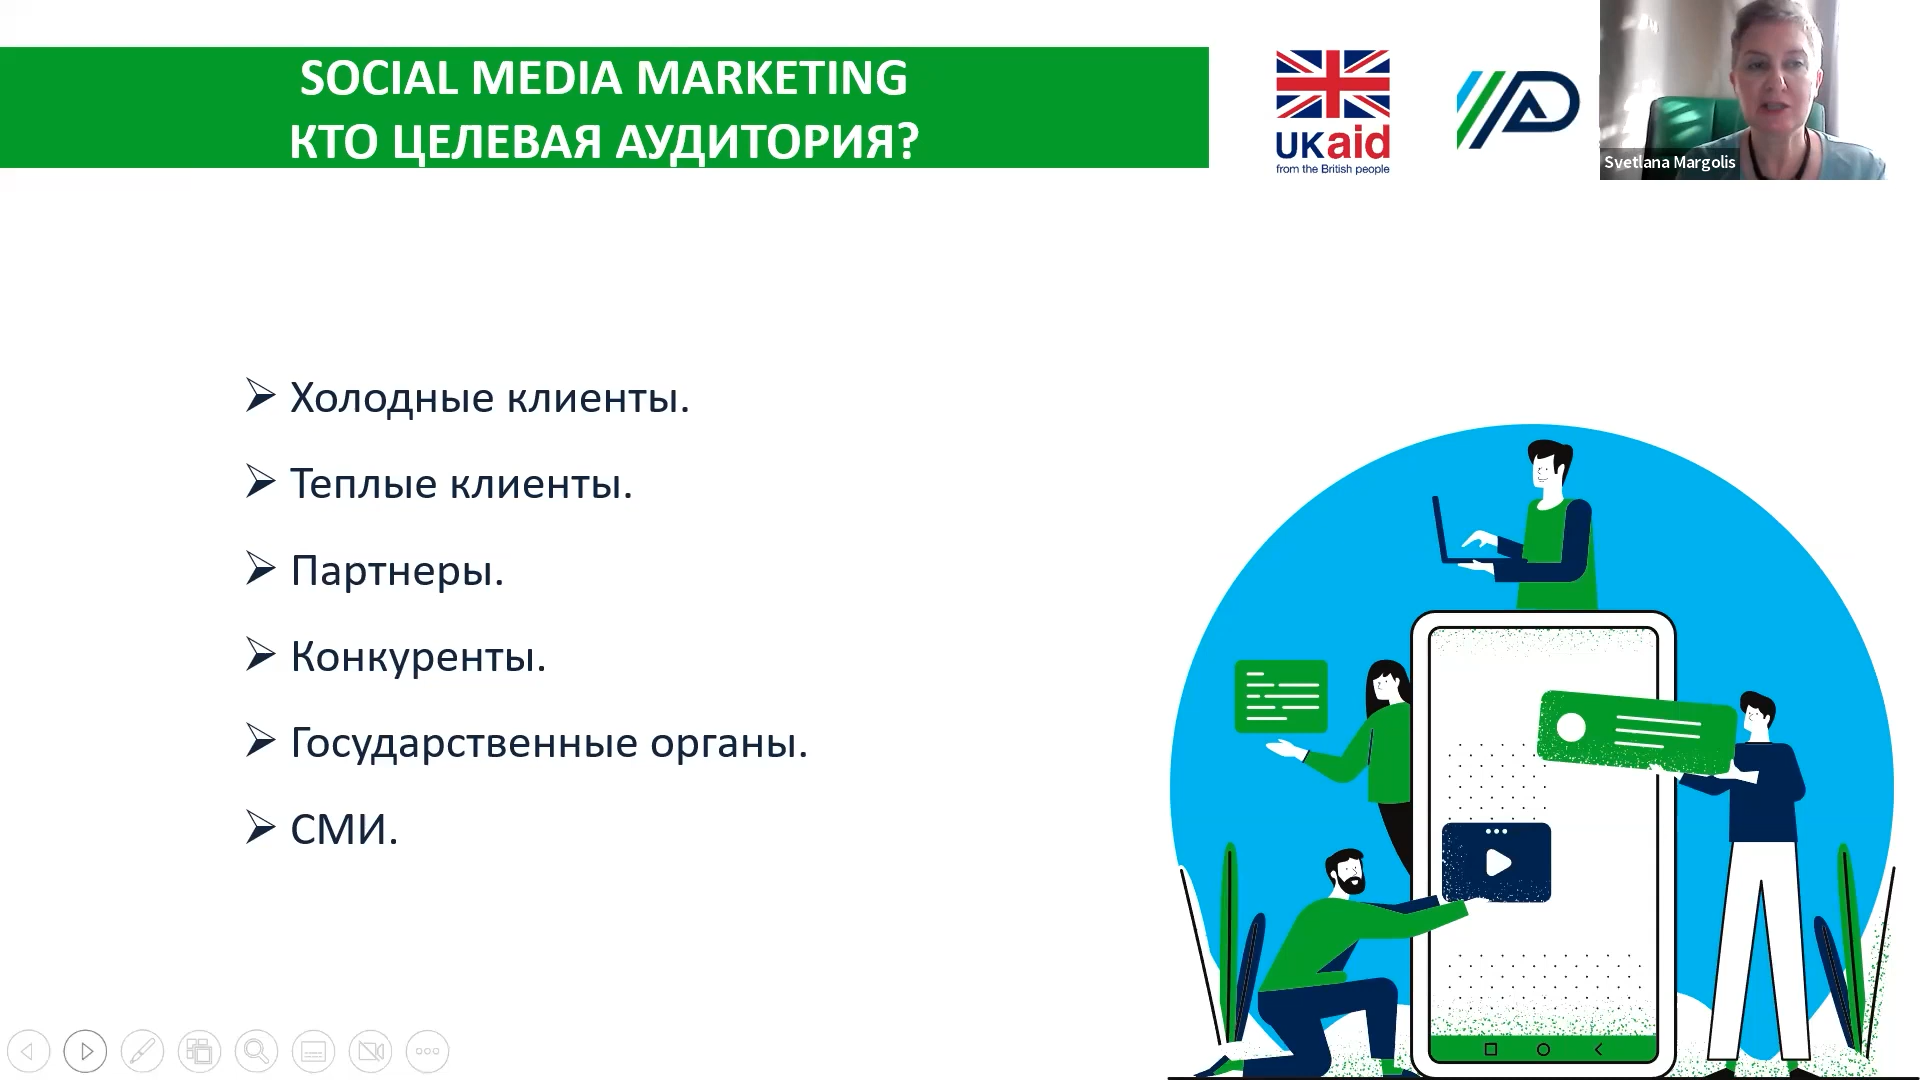 SOCIAL MEDIA MARKETING
КТО ЦЕЛЕВАЯ АУДИТОРИЯ?
UKaid
from the British people
Svetlana Margolis
Холодные клиенты.
Теплые клиенты.
Партнеры.
Конкуренты.
Государственные органы.
СМИ.